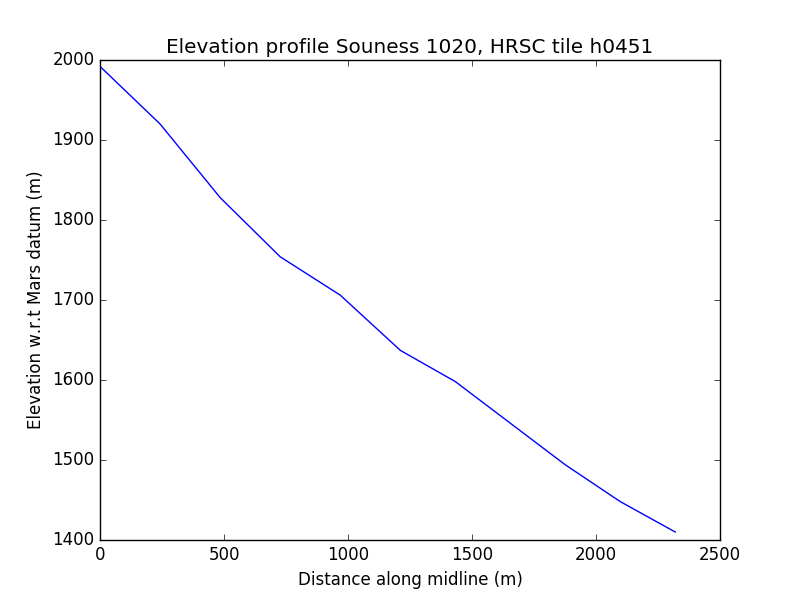 Elevation profile Souness 1020, HRSC tile h0451
Elevation w.r.t Mars datum (m)
2000
1900
1800
1700
1600
1500
1400
0 500 1000 1500 2000 2500
Distance along midline (m)